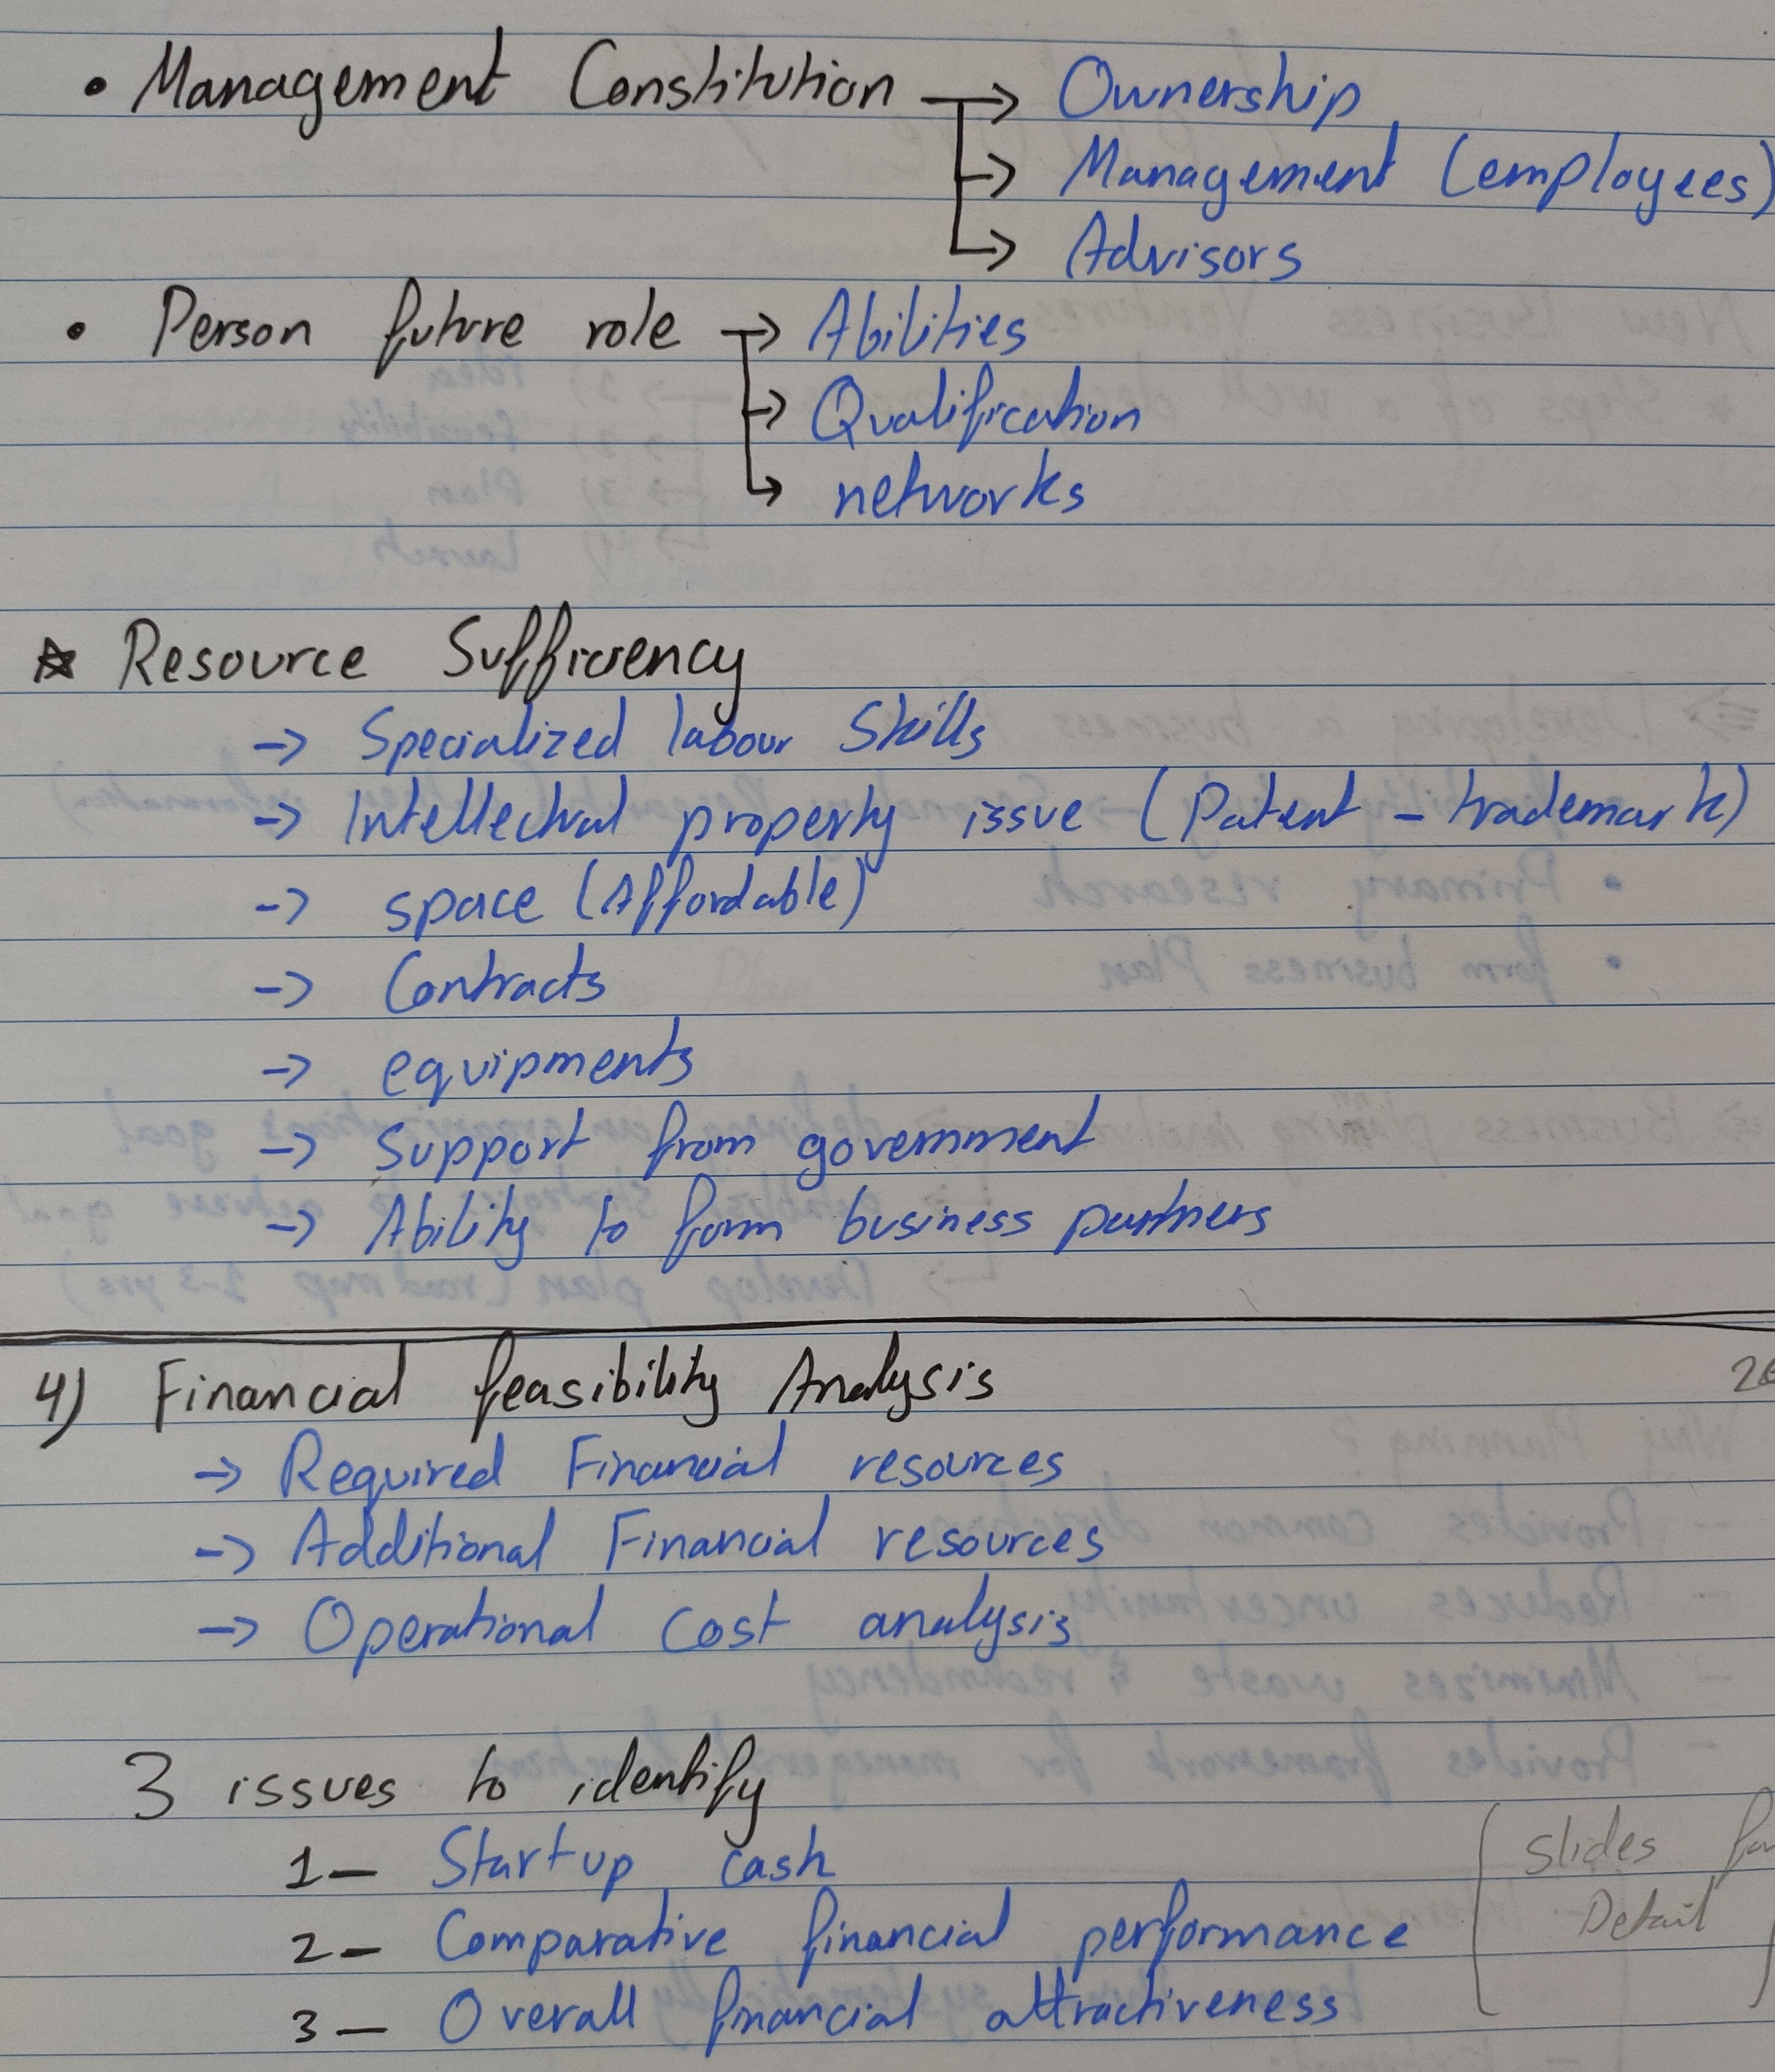 • Management Constitution → Ownership
→ Management (employees)
→ Advisors
• Person future role → Abilities
→ Qualification
→ networks
☆ Resource Sufficiency
→ Specialized labour Skills
→ Intellectual property issue (Patent - trademark)
→ space (Affordable)
→ Contracts
→ equipments
→ Support from government
→ Ability to form business partners
4) Financial feasibility Analysis
→ Required Financial resources
→ Additional Financial resources
→ Operational cost analysis
3 issues to identify
1- Startup cash
2- Comparative financial performance
3- Overall financial attractiveness
Slides for
Detail